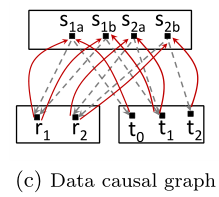 s1a s1b s2a s2b
r1 r2 t0 t1 t2
(c) Data causal graph